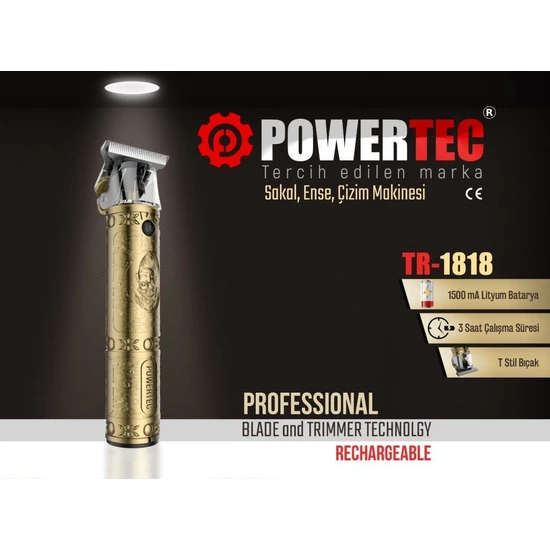 POWERTEC®
Tercih edilen marka
Sakal, Ense, Çizim Makinesi CE
TR-1818
1500 mA Lityum Batarya
3 Saat Çalışma Süresi
T Stil Bıçak
POWERTEC
PROFESSIONAL
BLADE and TRIMMER TECHNOLGY
RECHARGEABLE